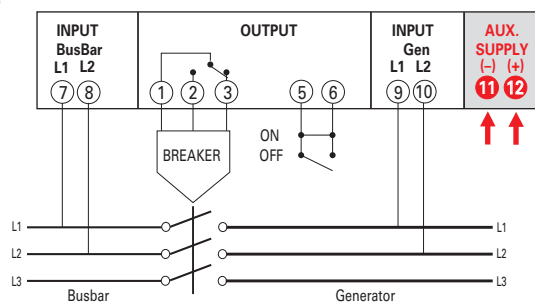 INPUT OUTPUT INPUT AUX.
BusBar Gen SUPPLY
L1 L2 L1 L2 (–) (+)
7 8 1 2 3 5 6 9 10 11 12
BREAKER ON
OFF
L1 L1
L2 L2
L3 L3
Busbar Generator